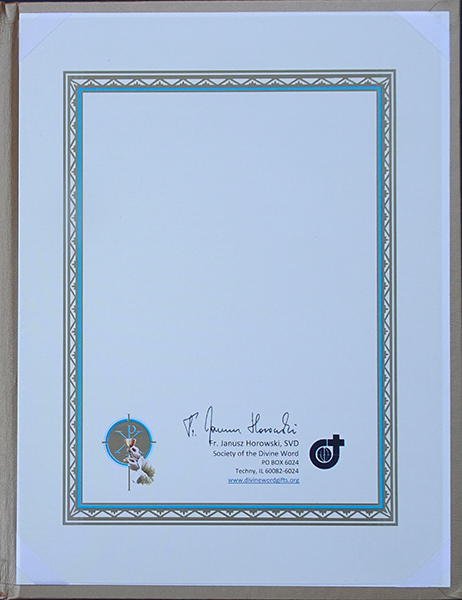 Fr. Janusz Horowski
Fr. Janusz Horowski, SVD
Society of the Divine Word
PO BOX 6024
Techny, IL 60082-6024
www.divinewordgifts.org